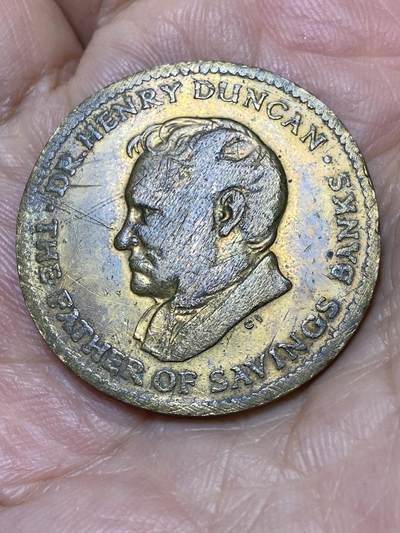 · DR. HENRY DUNCAN ·
THE FATHER OF SAVINGS BANKS